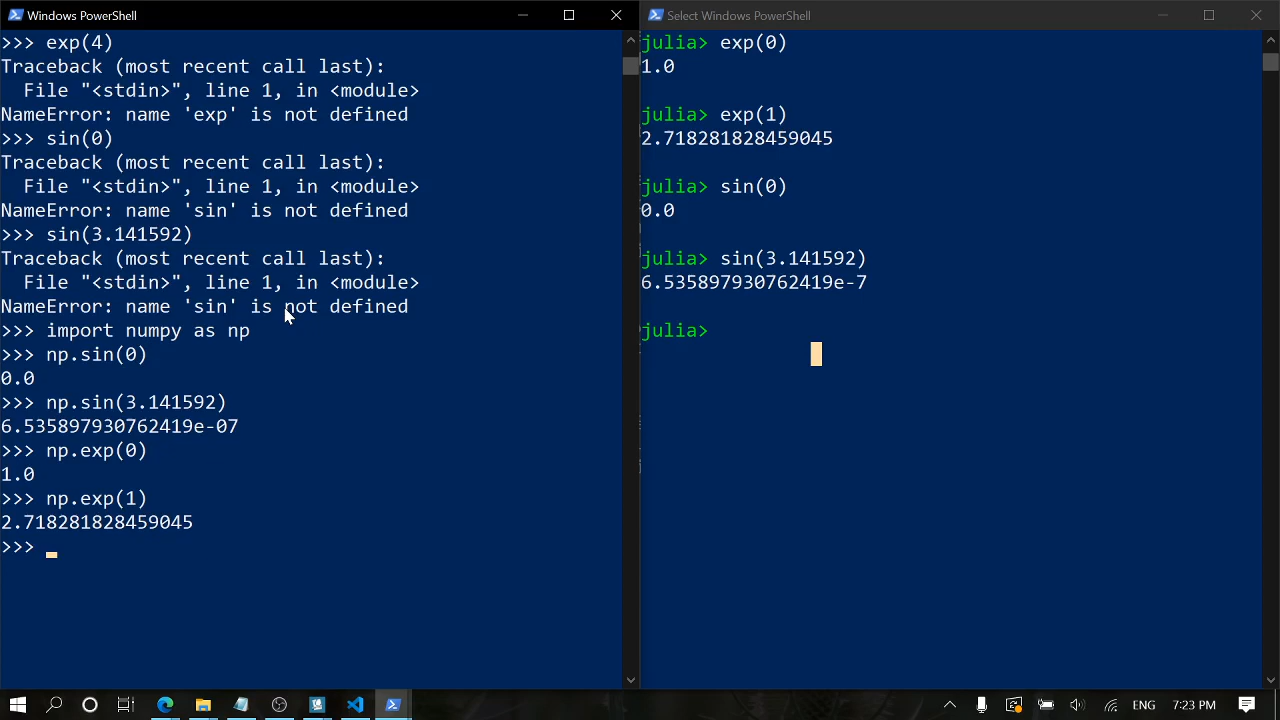 Windows PowerShell
>>> exp(4)
Traceback (most recent call last):
  File "<stdin>", line 1, in <module>
NameError: name 'exp' is not defined
>>> sin(0)
Traceback (most recent call last):
  File "<stdin>", line 1, in <module>
NameError: name 'sin' is not defined
>>> sin(3.141592)
Traceback (most recent call last):
  File "<stdin>", line 1, in <module>
NameError: name 'sin' is not defined
>>> import numpy as np
>>> np.sin(0)
0.0
>>> np.sin(3.141592)
6.535897930762419e-07
>>> np.exp(0)
1.0
>>> np.exp(1)
2.718281828459045
>>>
Select Windows PowerShell
julia> exp(0)
1.0
julia> exp(1)
2.718281828459045
julia> sin(0)
0.0
julia> sin(3.141592)
6.535897930762419e-7
julia>
ENG
7:23 PM